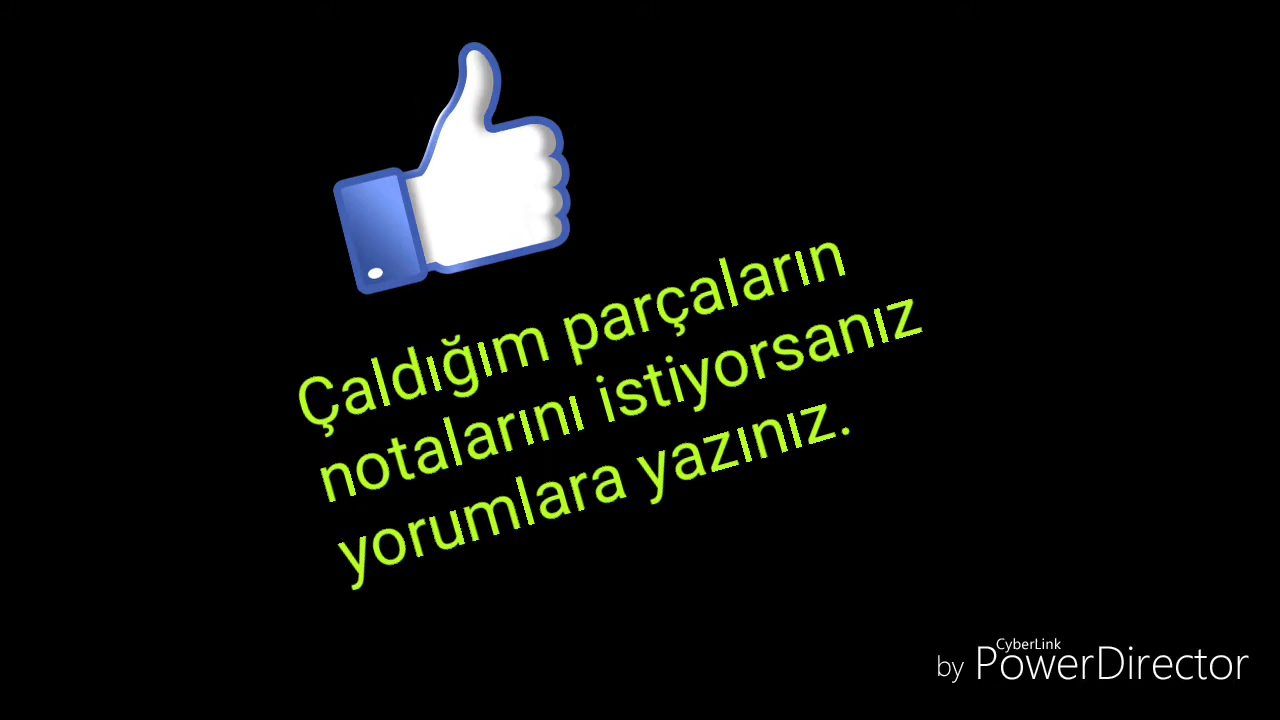 Çaldığım parçaların
notalarını istiyorsanız
yorumlara yazınız.
CyberLink
by PowerDirector